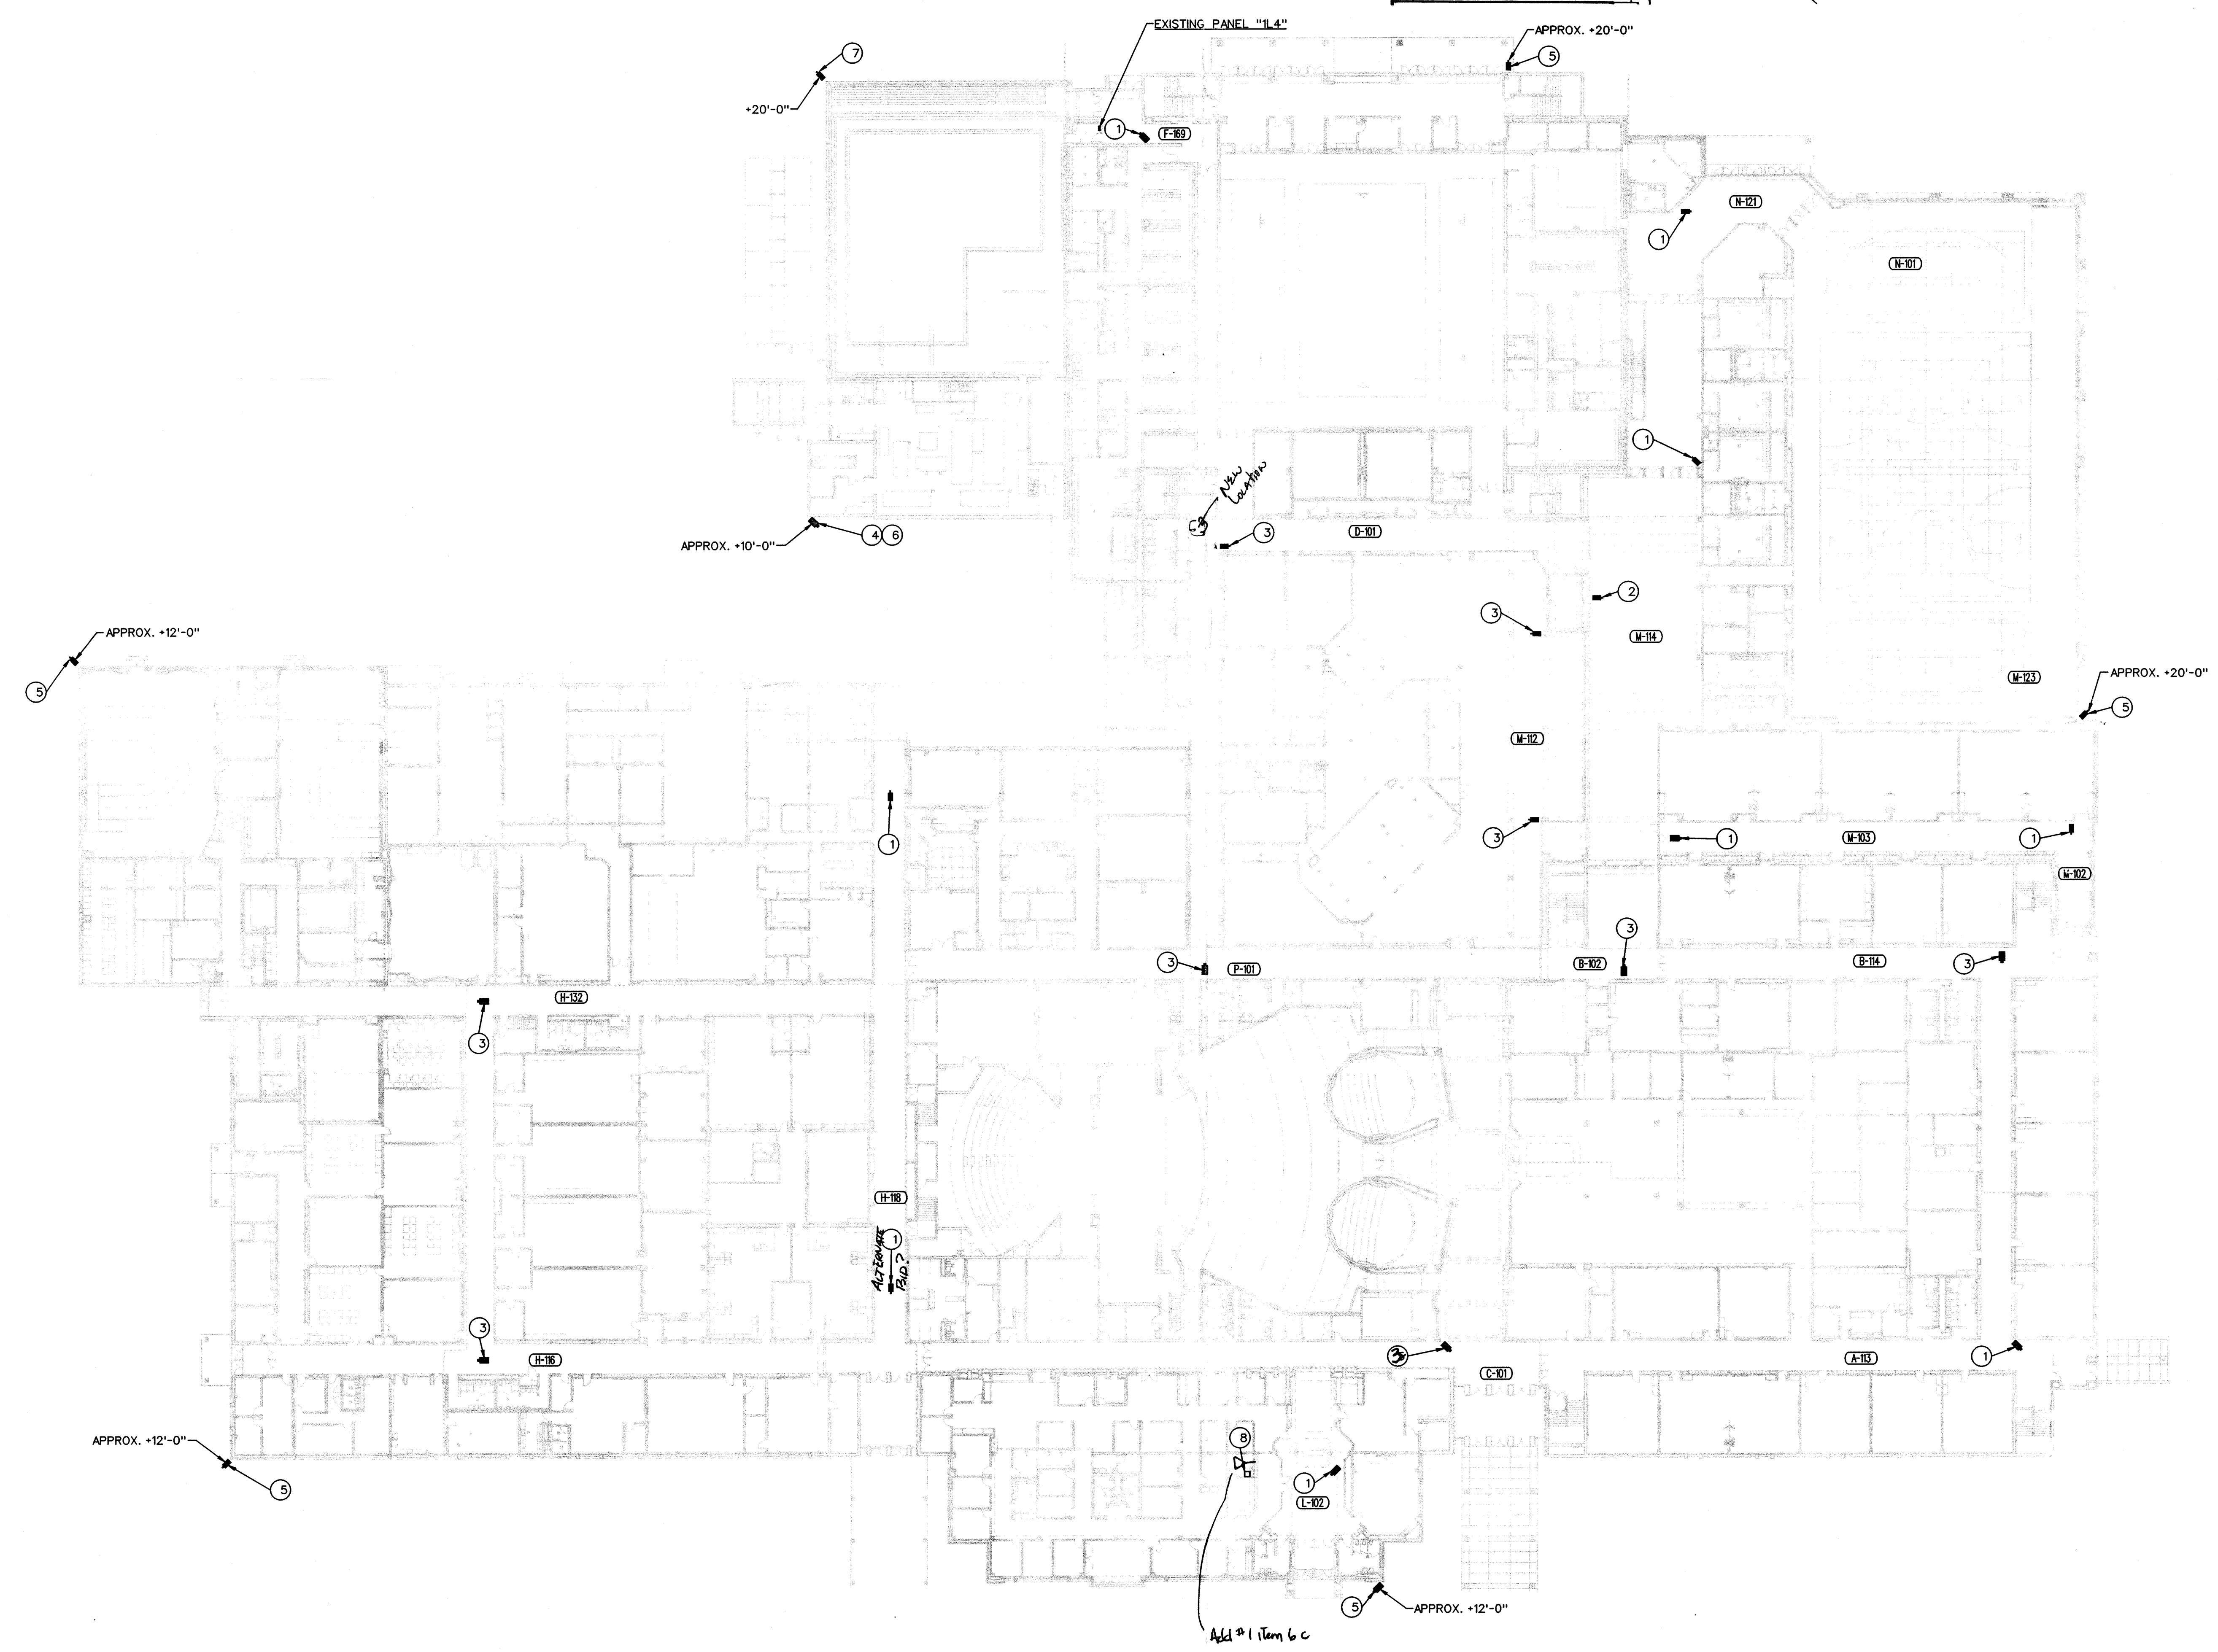 EXISTING PANEL "1L4"
APPROX. +20'-0"
7
5
+20'-0"
1
F-169
N-121
1
N-101
1
NEW
LOCATION
3
3
D-101
APPROX. +10'-0"
4
6
2
3
M-114
APPROX. +12'-0"
5
M-123
APPROX. +20'-0"
5
M-112
1
3
1
M-103
1
M-102
3
3
P-101
B-102
B-114
3
H-132
3
H-118
ALTERNATE
1
BID?
3
H-116
3
C-101
A-113
1
APPROX. +12'-0"
5
8
1
L-102
5
APPROX. +12'-0"
Add #1 item 6 c